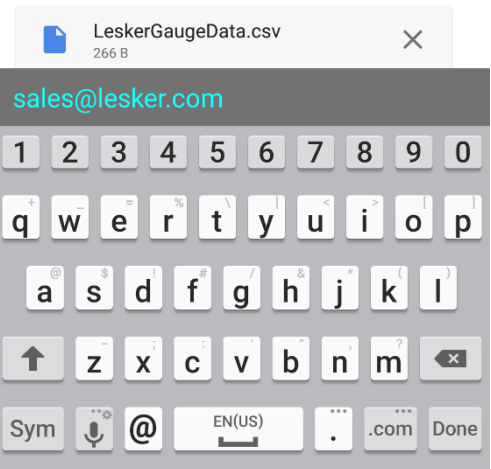 LeskerGaugeData.csv
266 B
sales@lesker.com
1 2 3 4 5 6 7 8 9 0
+ _ = % \ | < > [ ]
q w e r t y u i o p
@ $ ! # / & * ( )
a s d f g h j k l
- ; : ' " , ?
z x c v b n m
Sym @ EN(US) . .com Done